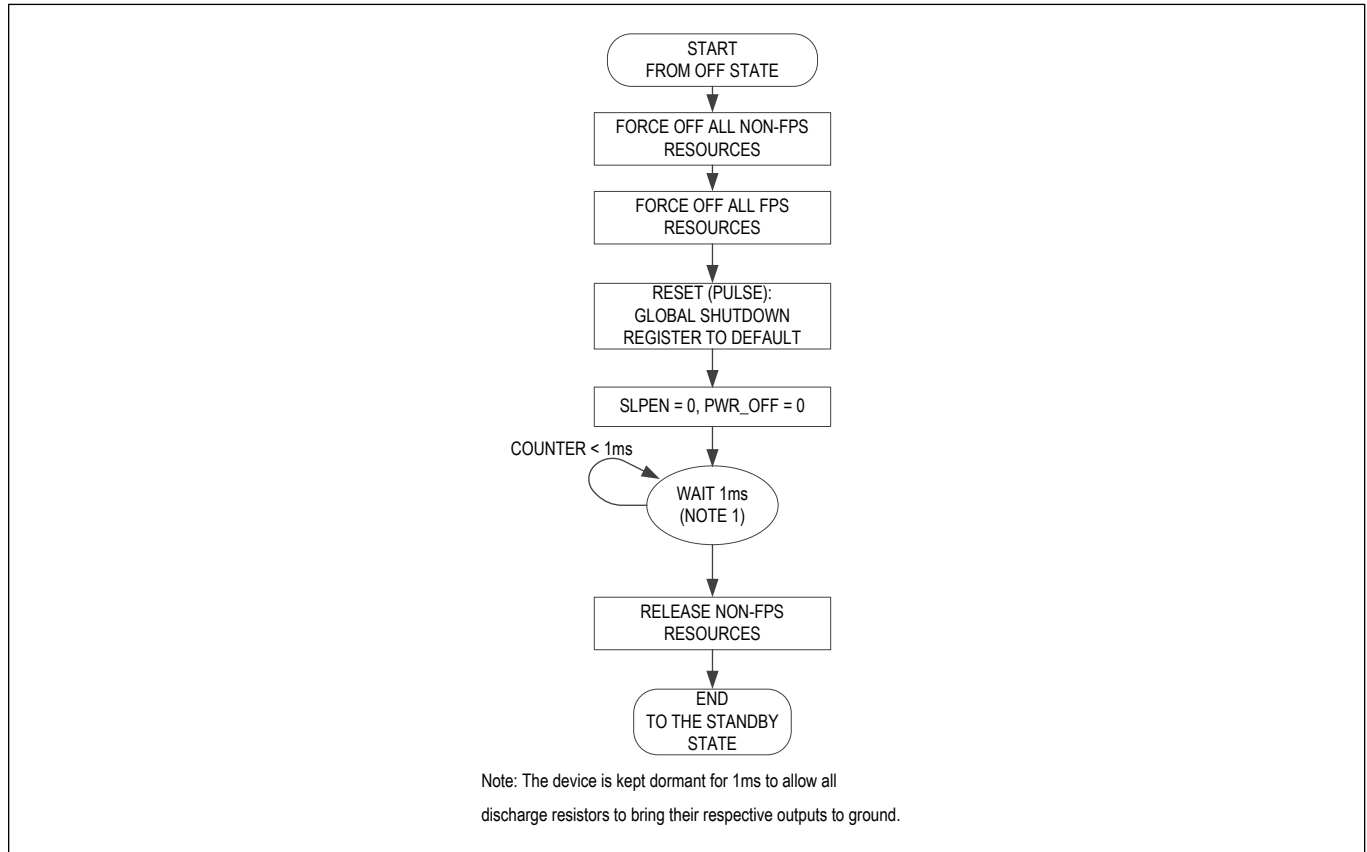 START
FROM OFF STATE
FORCE OFF ALL NON-FPS
RESOURCES
FORCE OFF ALL FPS
RESOURCES
RESET (PULSE):
GLOBAL SHUTDOWN
REGISTER TO DEFAULT
SLPEN = 0, PWR_OFF = 0
COUNTER < 1ms
WAIT 1ms
(NOTE 1)
RELEASE NON-FPS
RESOURCES
END
TO THE STANDBY
STATE
Note: The device is kept dormant for 1ms to allow all
discharge resistors to bring their respective outputs to ground.